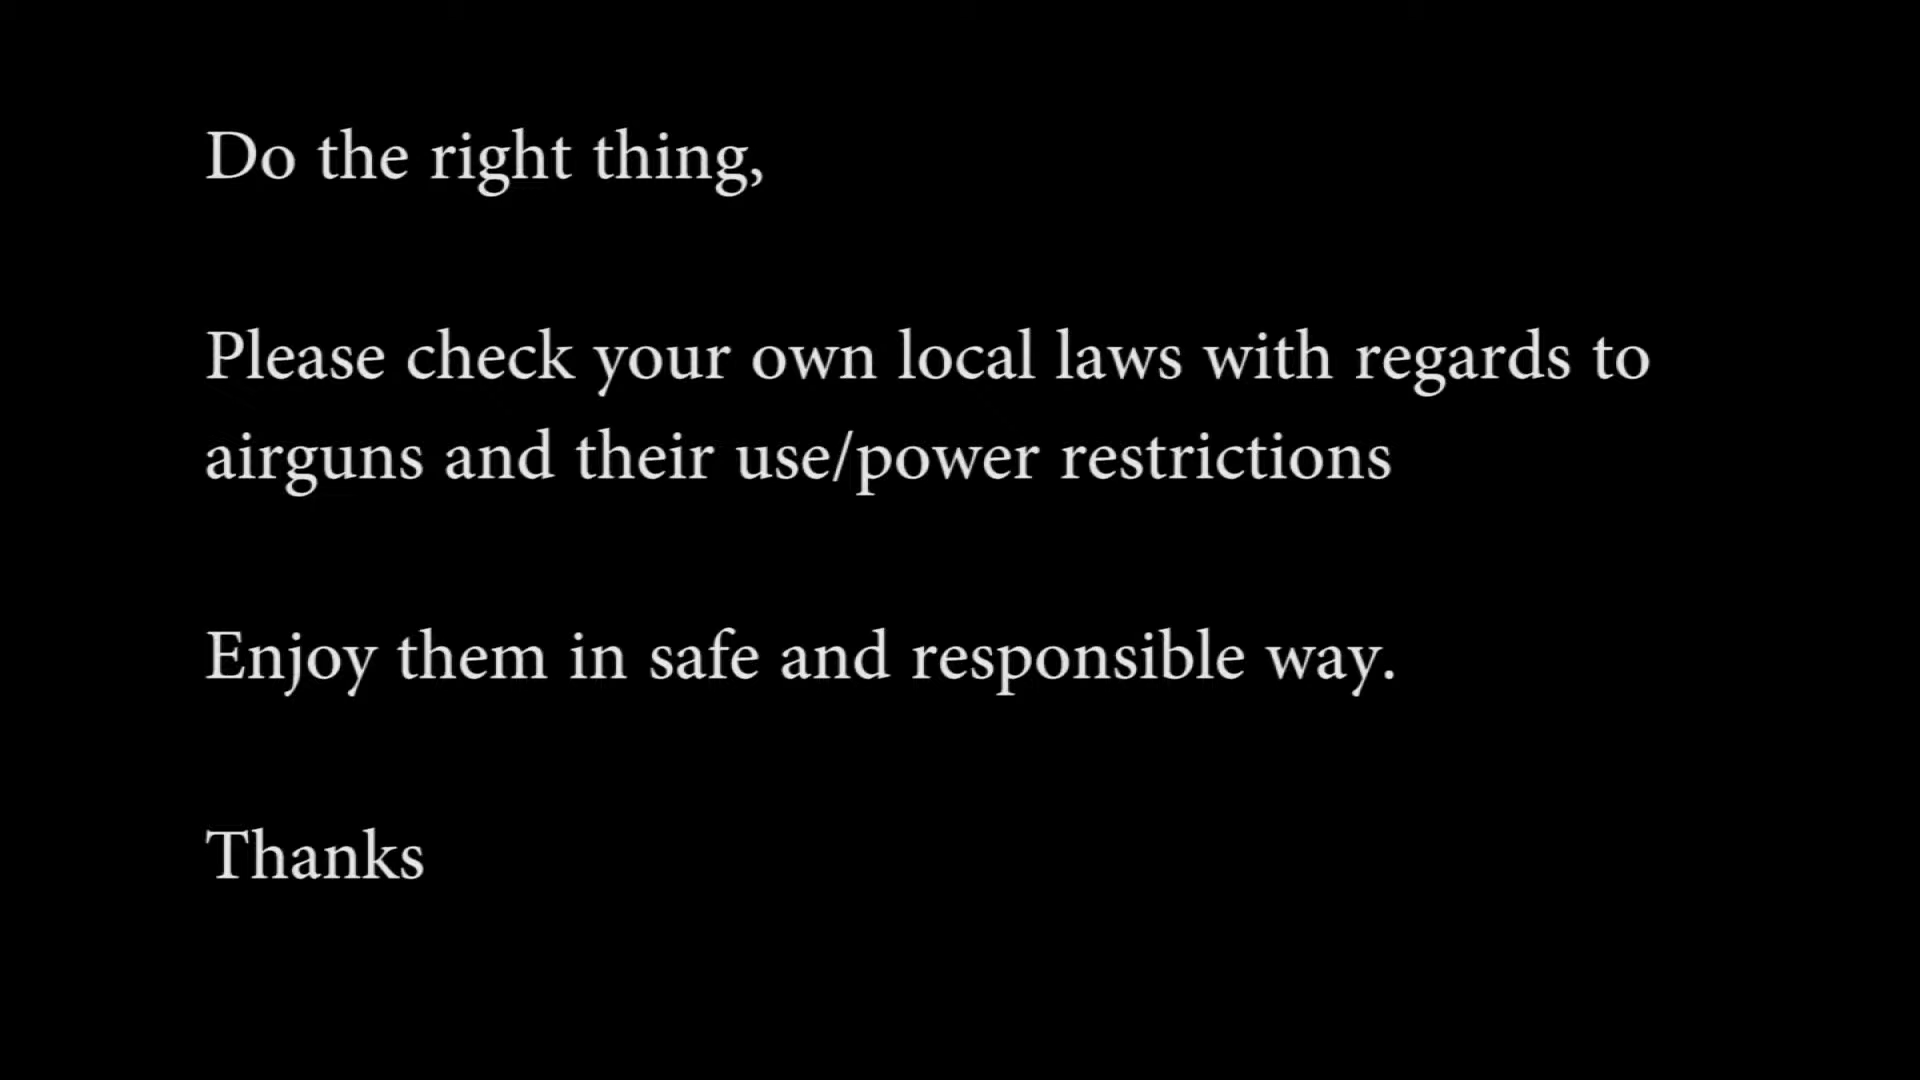 Do the right thing,
Please check your own local laws with regards to
airguns and their use/power restrictions
Enjoy them in safe and responsible way.
Thanks